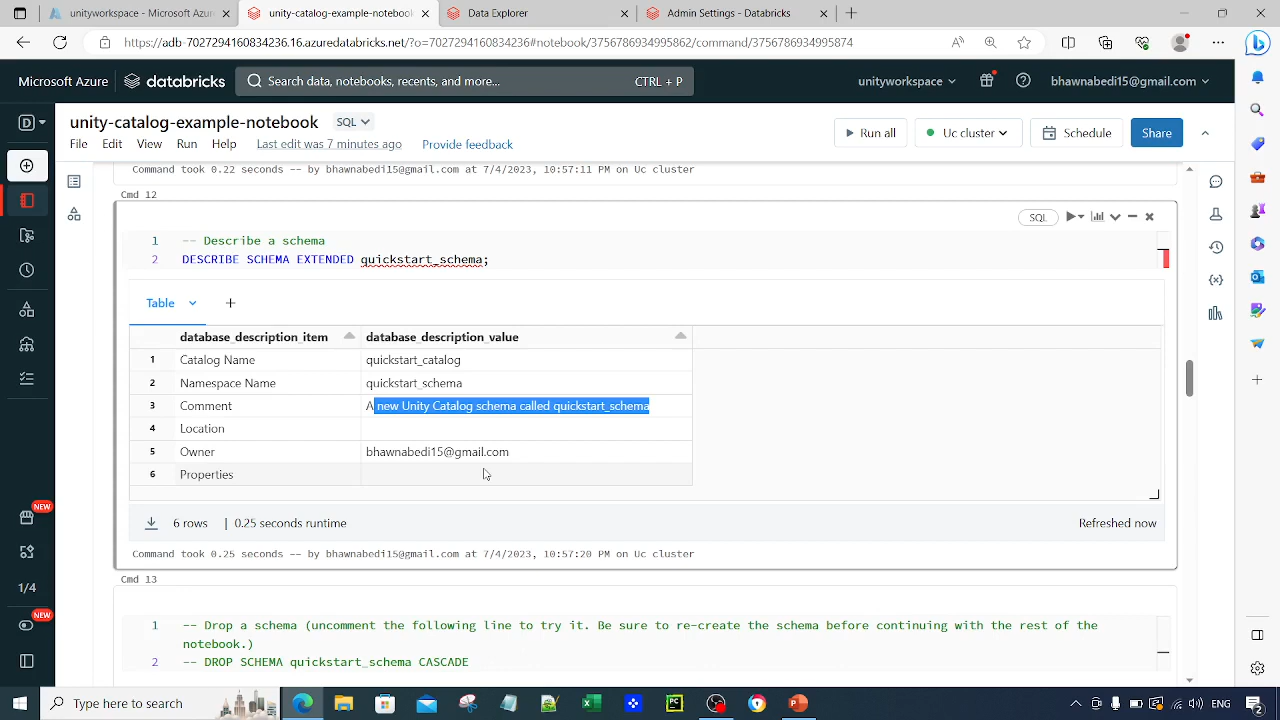 unityworkspace - Microsoft Azure
unity-catalog-example-notebook
Data Explorer
Admin Settings - Databricks
https://adb-7027294160834236.16.azuredatabricks.net/?o=7027294160834236#notebook/3756786934995862/command/3756786934995874
Microsoft Azure
databricks
Search data, notebooks, recents, and more...
CTRL + P
unityworkspace
bhawnabedi15@gmail.com
D
unity-catalog-example-notebook
SQL
Run all
Uc cluster
Schedule
Share
File
Edit
View
Run
Help
Last edit was 7 minutes ago
Provide feedback
Command took 0.22 seconds -- by bhawnabedi15@gmail.com at 7/4/2023, 10:57:11 PM on Uc cluster
Cmd 12
SQL
1 -- Describe a schema
2 DESCRIBE SCHEMA EXTENDED quickstart_schema;
Table
database_description_item database_description_value
1 Catalog Name quickstart_catalog
2 Namespace Name quickstart_schema
3 Comment A new Unity Catalog schema called quickstart_schema
4 Location
5 Owner bhawnabedi15@gmail.com
6 Properties
6 rows | 0.25 seconds runtime
Refreshed now
Command took 0.25 seconds -- by bhawnabedi15@gmail.com at 7/4/2023, 10:57:20 PM on Uc cluster
Cmd 13
1 -- Drop a schema (uncomment the following line to try it. Be sure to re-create the schema before continuing with the rest of the
notebook.)
2 -- DROP SCHEMA quickstart_schema CASCADE
NEW
1/4
NEW
Type here to search
ENG
2